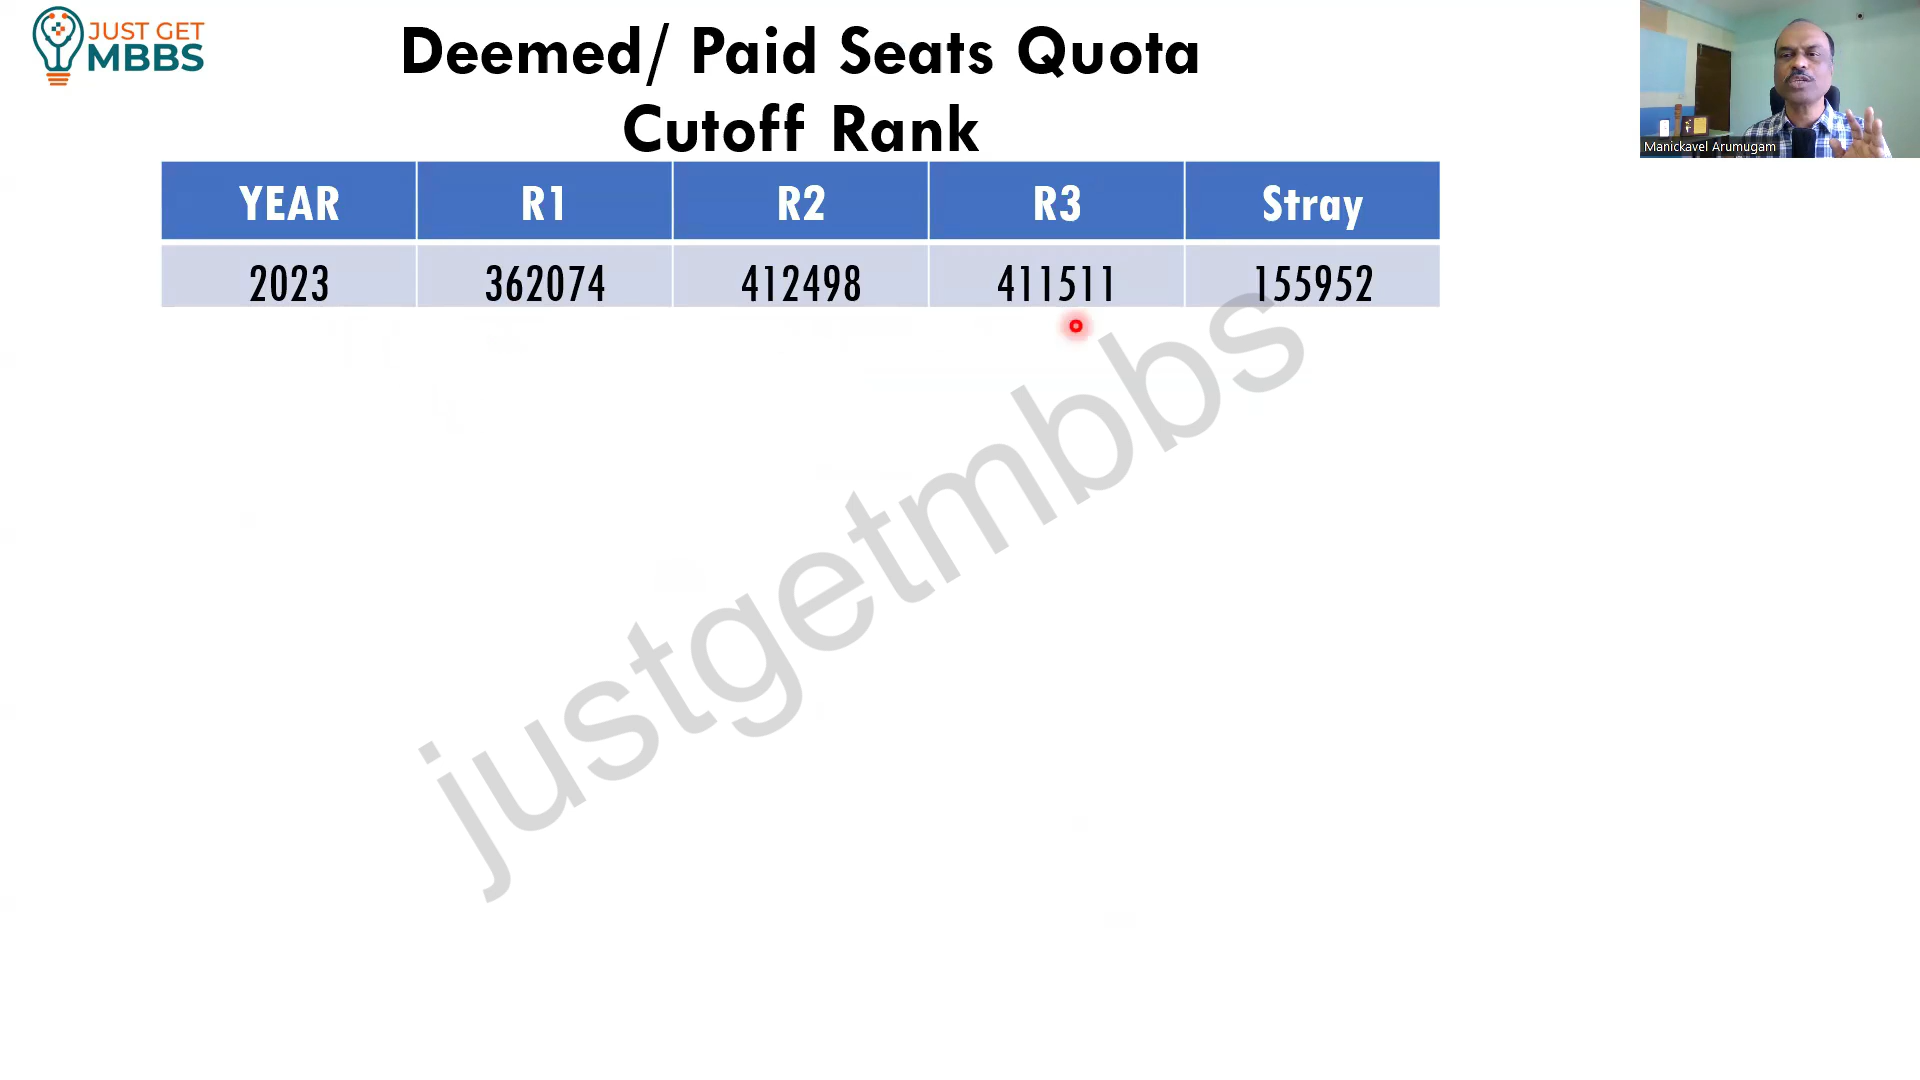 JUST GET
MBBS
Deemed/ Paid Seats Quota
Cutoff Rank
Manickavel Arumugam
YEAR R1 R2 R3 Stray
2023 362074 412498 411511 155952
justgetmbbs